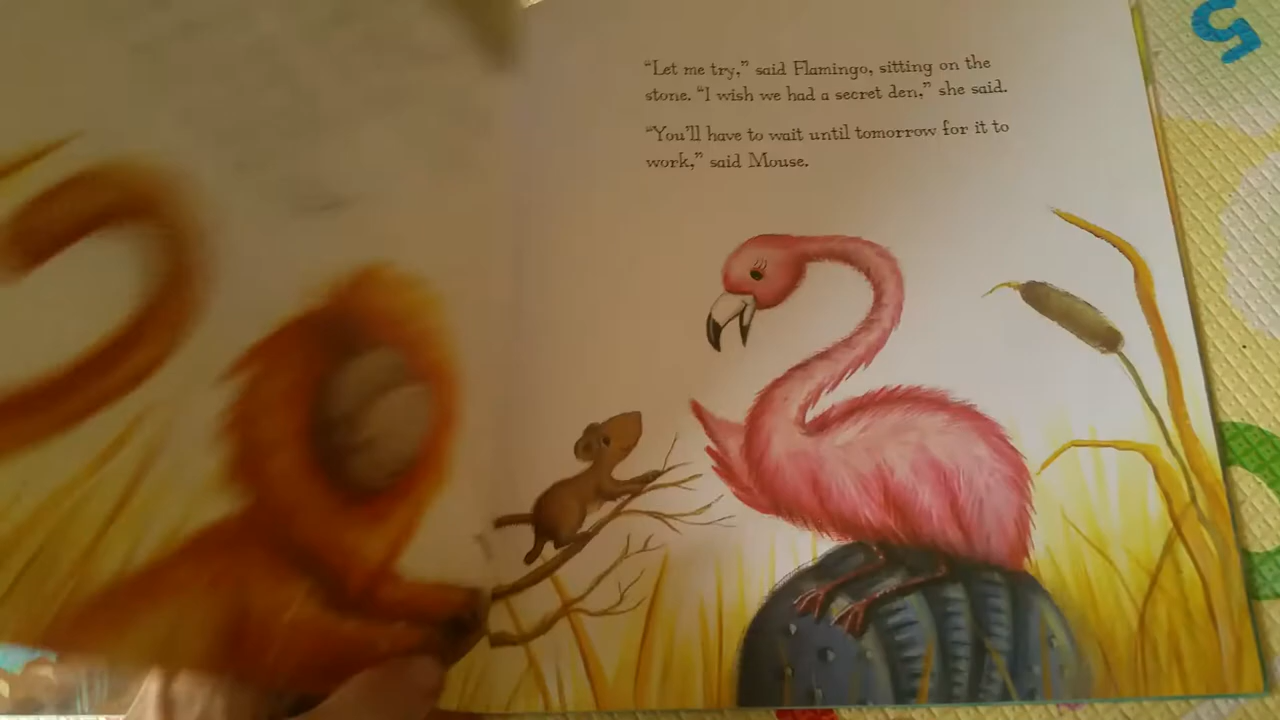 “Let me try,” said Flamingo, sitting on the
stone. “I wish we had a secret den,” she said.
“You’ll have to wait until tomorrow for it to
work,” said Mouse.
5